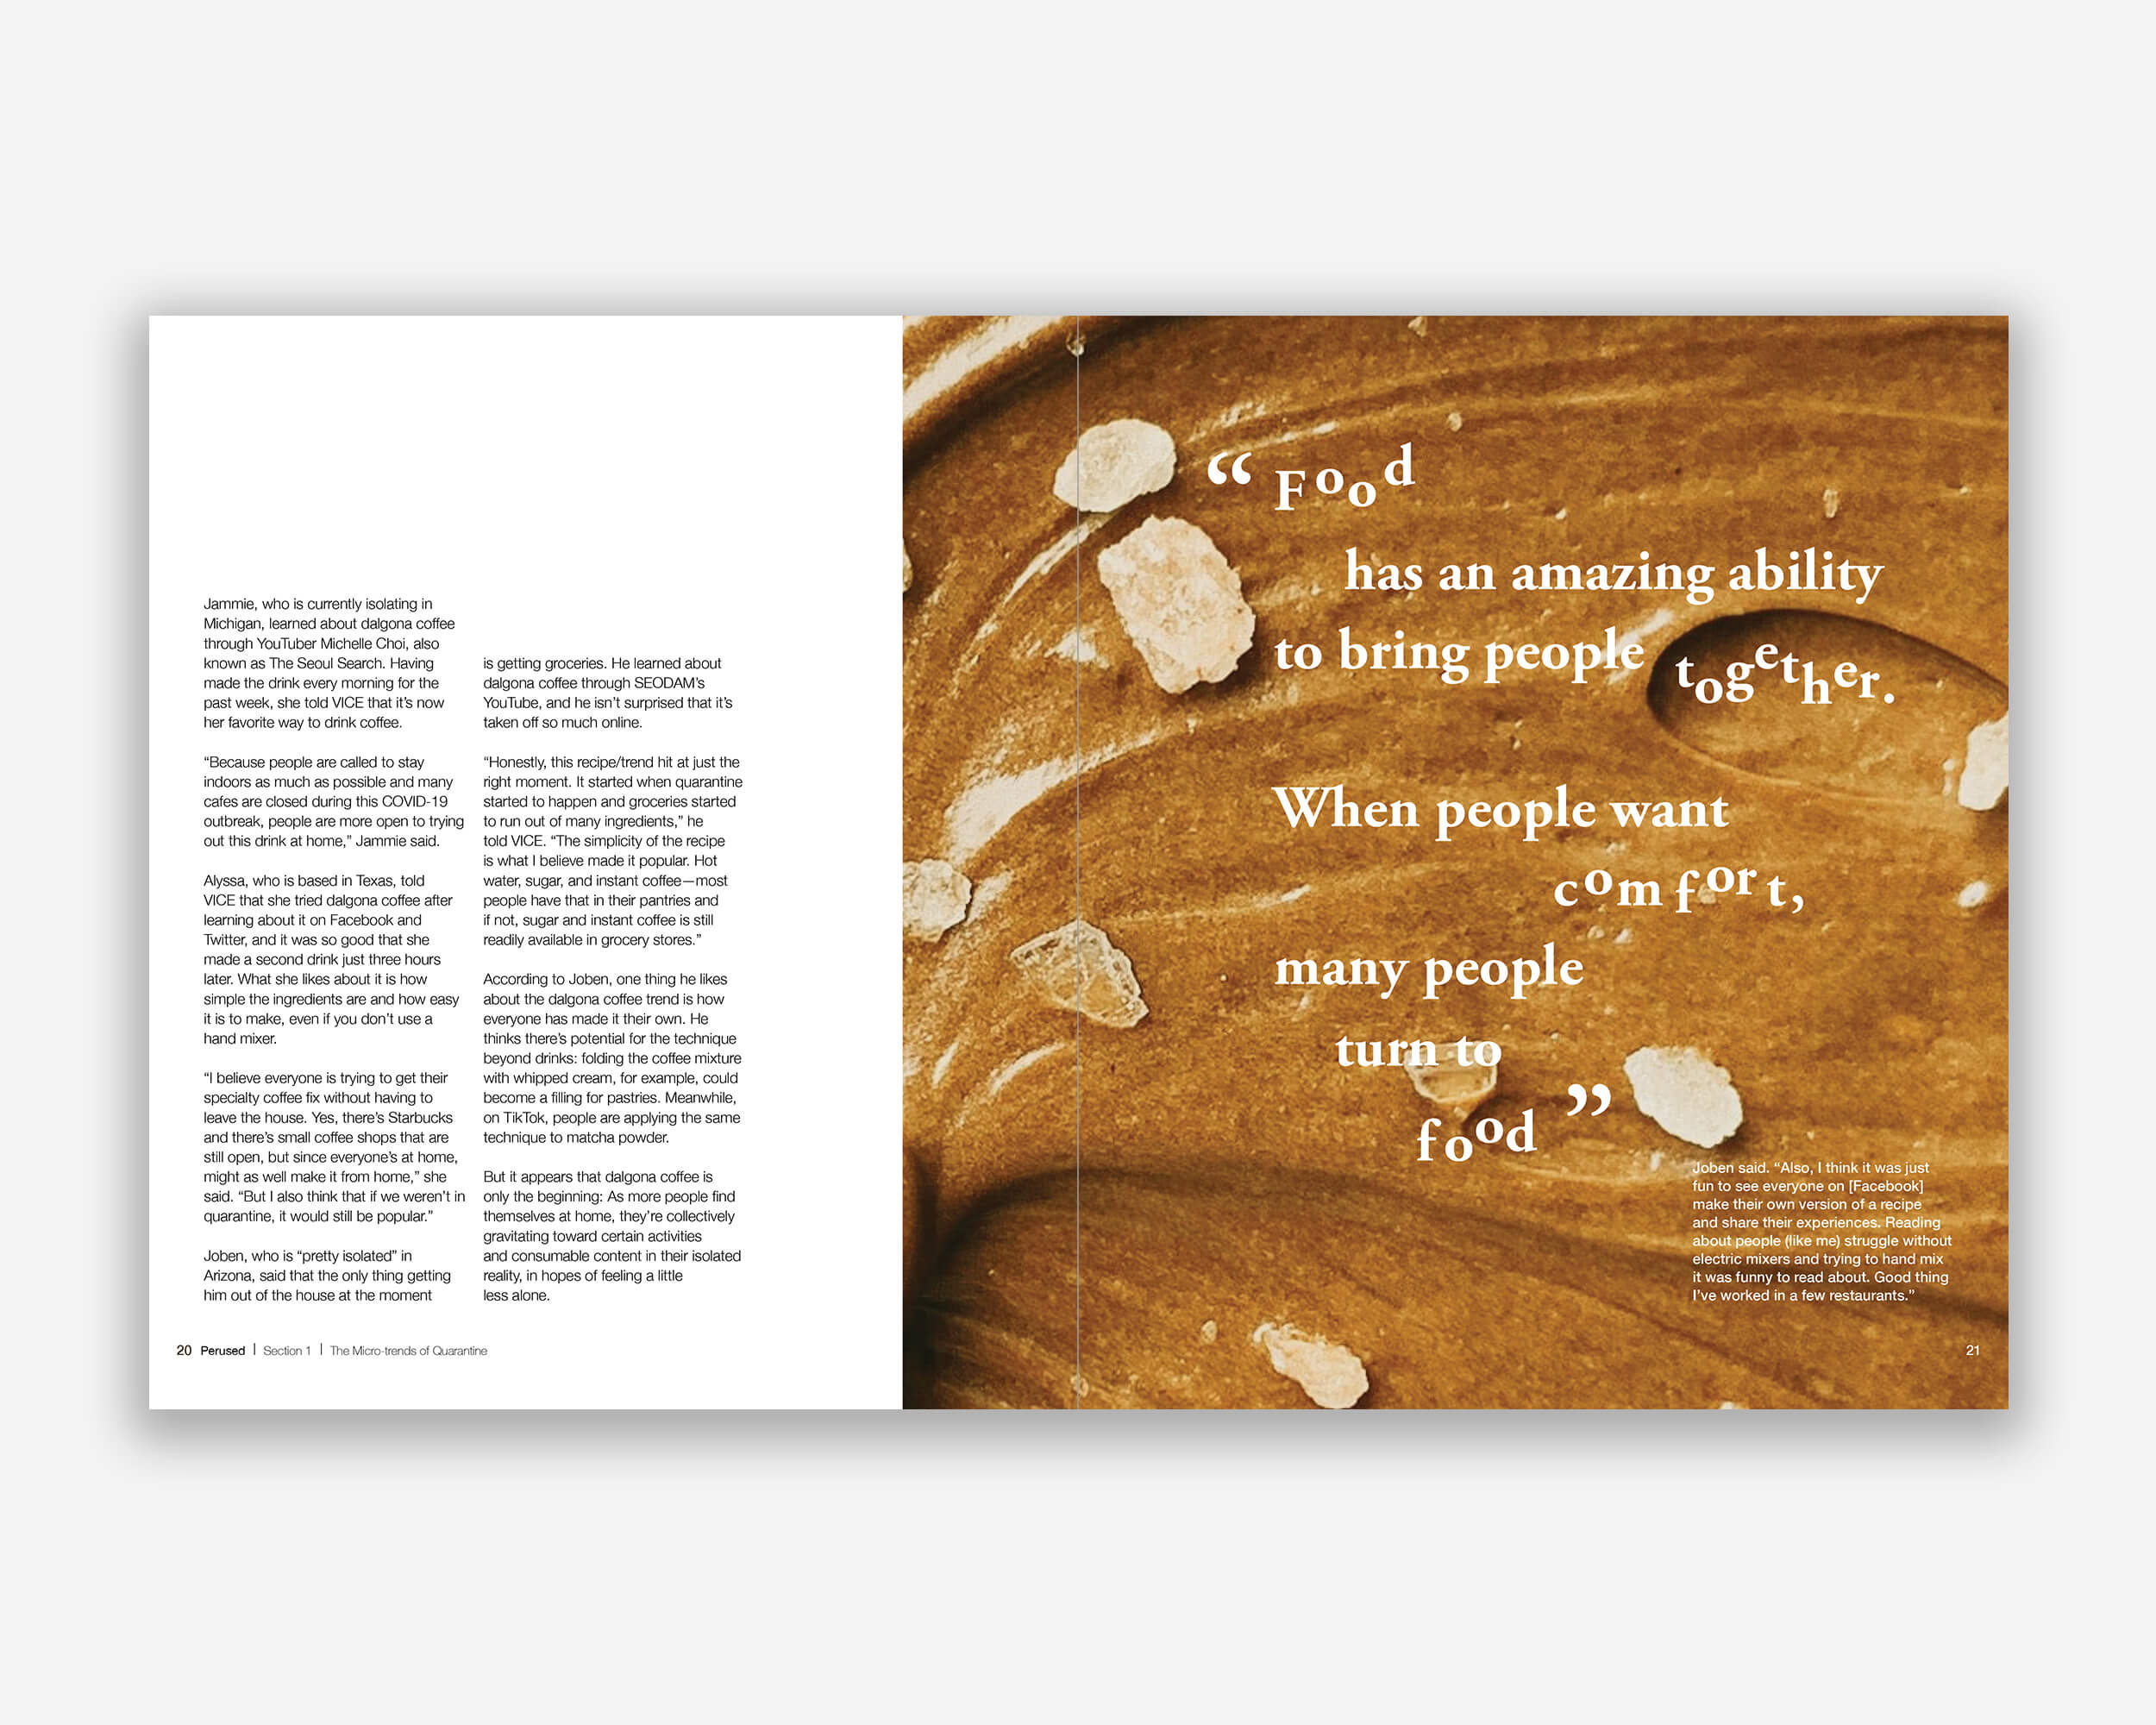 Jammie, who is currently isolating in
Michigan, learned about dalgona coffee
through YouTuber Michelle Choi, also
known as The Seoul Search. Having
made the drink every morning for the
past week, she told VICE that it’s now
her favorite way to drink coffee.
“Because people are called to stay
indoors as much as possible and many
cafes are closed during this COVID-19
outbreak, people are more open to trying
out this drink at home,” Jammie said.
Alyssa, who is based in Texas, told
VICE that she tried dalgona coffee after
learning about it on Facebook and
Twitter, and it was so good that she
made a second drink just three hours
later. What she likes about it is how
simple the ingredients are and how easy
it is to make, even if you don’t use a
hand mixer.
“I believe everyone is trying to get their
specialty coffee fix without having to
leave the house. Yes, there’s Starbucks
and there’s small coffee shops that are
still open, but since everyone’s at home,
might as well make it from home,” she
said. “But I also think that if we weren’t in
quarantine, it would still be popular.”
Joben, who is “pretty isolated” in
Arizona, said that the only thing getting
him out of the house at the moment
is getting groceries. He learned about
dalgona coffee through SEODAM’s
YouTube, and he isn’t surprised that it’s
taken off so much online.
“Honestly, this recipe/trend hit at just the
right moment. It started when quarantine
started to happen and groceries started
to run out of many ingredients,” he
told VICE. “The simplicity of the recipe
is what I believe made it popular. Hot
water, sugar, and instant coffee—most
people have that in their pantries and
if not, sugar and instant coffee is still
readily available in grocery stores.”
According to Joben, one thing he likes
about the dalgona coffee trend is how
everyone has made it their own. He
thinks there’s potential for the technique
beyond drinks: folding the coffee mixture
with whipped cream, for example, could
become a filling for pastries. Meanwhile,
on TikTok, people are applying the same
technique to matcha powder.
But it appears that dalgona coffee is
only the beginning: As more people find
themselves at home, they’re collectively
gravitating toward certain activities
and consumable content in their isolated
reality, in hopes of feeling a little
less alone.
20 Perused | Section 1 | The Micro-trends of Quarantine
“Food
has an amazing ability
to bring people together.
When people want
comfort,
many people
turn to
food”
Joben said. “Also, I think it was just
fun to see everyone on [Facebook]
make their own version of a recipe
and share their experiences. Reading
about people (like me) struggle without
electric mixers and trying to hand mix
it was funny to read about. Good thing
I’ve worked in a few restaurants.”
21